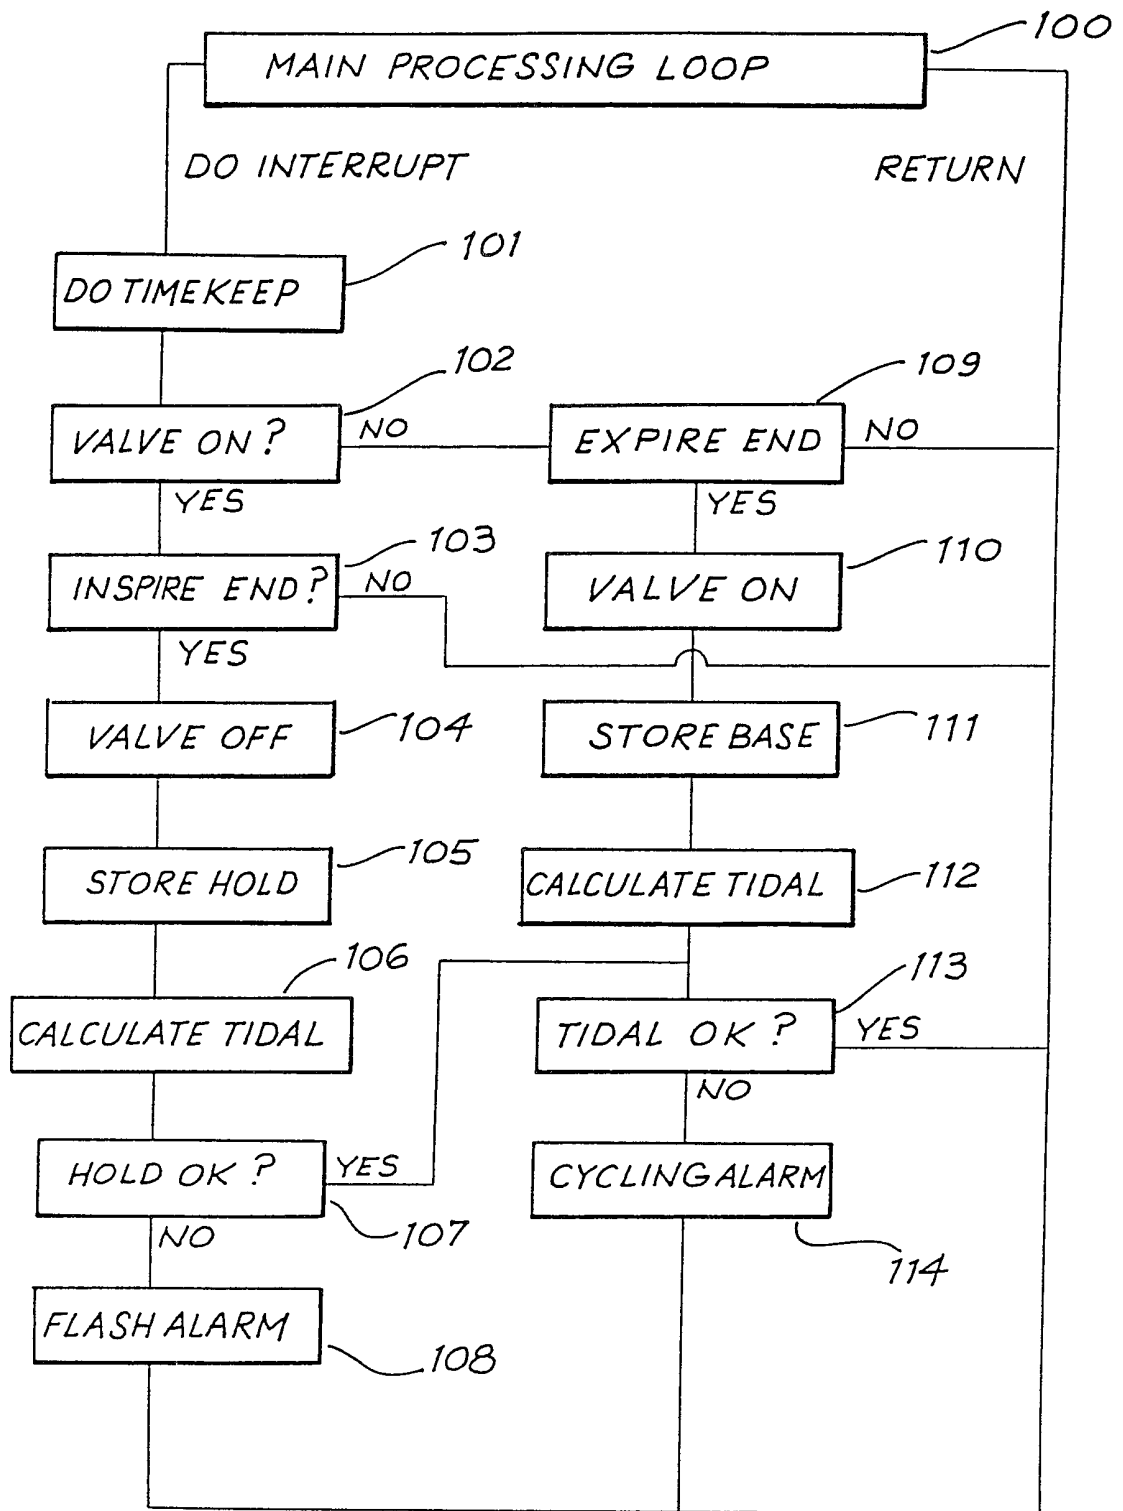 100
MAIN PROCESSING LOOP
DO INTERRUPT
RETURN
101
DO TIMEKEEP
102
109
VALVE ON?
NO
EXPIRE END
NO
YES
YES
103
110
INSPIRE END?
NO
VALVE ON
YES
VALVE OFF
104
STORE BASE
111
105
STORE HOLD
CALCULATE TIDAL
112
106
113
CALCULATE TIDAL
TIDAL OK?
YES
NO
HOLD OK?
YES
CYCLING ALARM
107
NO
114
FLASH ALARM
108